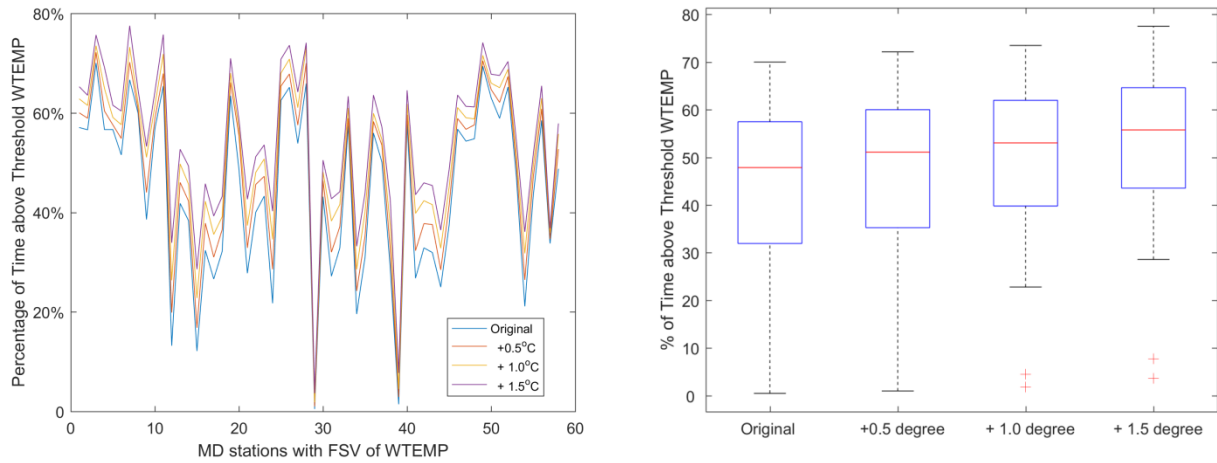 80%
60%
40%
20%
0
0
10
20
30
40
50
60
Percentage of Time above Threshold WTEMP
MD stations with FSV of WTEMP
Original
+0.5°C
+ 1.0°C
+ 1.5°C
80
70
60
50
40
30
20
10
0
% of Time above Threshold WTEMP
Original
+0.5 degree
+ 1.0 degree
+ 1.5 degree